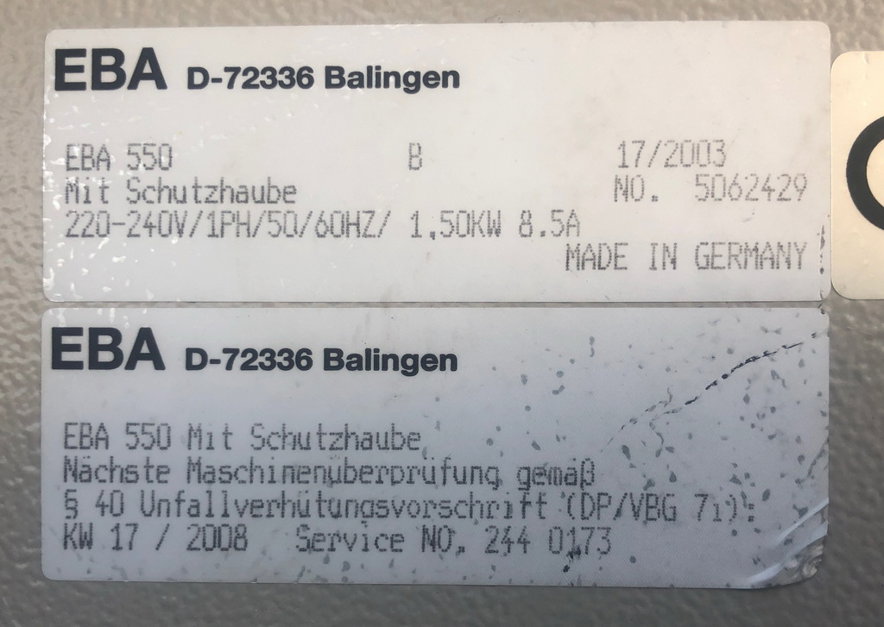 EBA D-72336 Balingen
EBA 550 B 17/2003
Mit Schutzhaube NO. 5062429
220-240V/1PH/50/60HZ/ 1,50KW 8.5A
MADE IN GERMANY
EBA D-72336 Balingen
EBA 550 Mit Schutzhaube
Nächste Maschinenüberprüfung gemäß
§ 40 Unfallverhütungsvorschrift (DP/VBG 7i):
KW 17 / 2008 Service NO. 244 0173